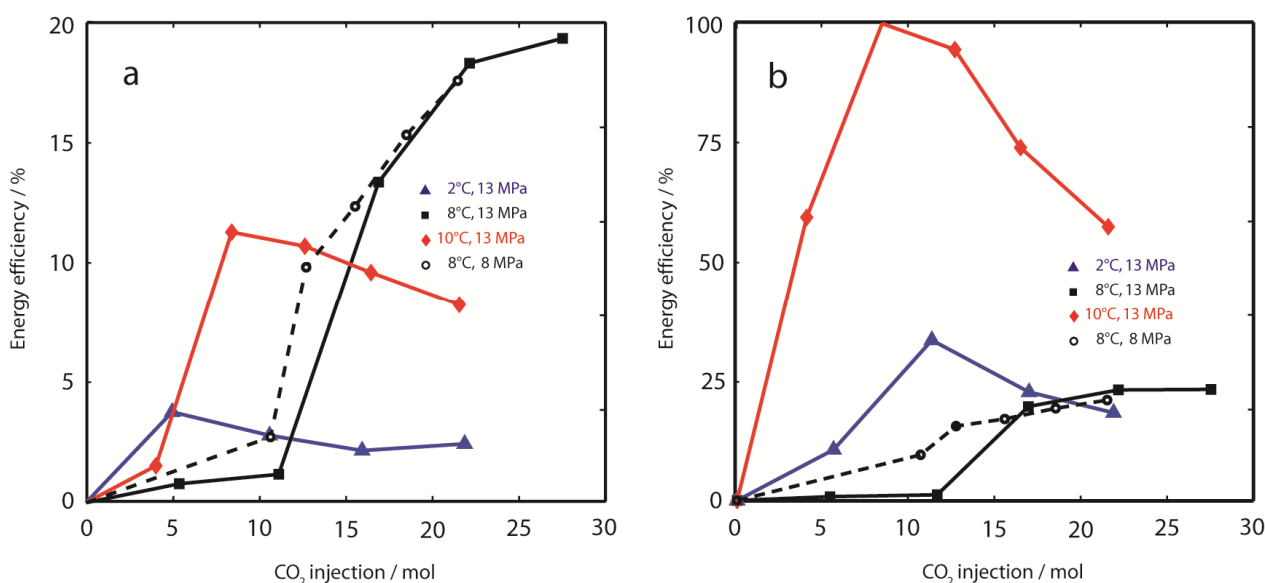 a
20
15
10
5
0
0 5 10 15 20 25 30
Energy efficiency / %
CO₂ injection / mol
2°C, 13 MPa
8°C, 13 MPa
10°C, 13 MPa
8°C, 8 MPa
b
100
75
50
25
0
0 5 10 15 20 25 30
Energy efficiency / %
CO₂ injection / mol
2°C, 13 MPa
8°C, 13 MPa
10°C, 13 MPa
8°C, 8 MPa